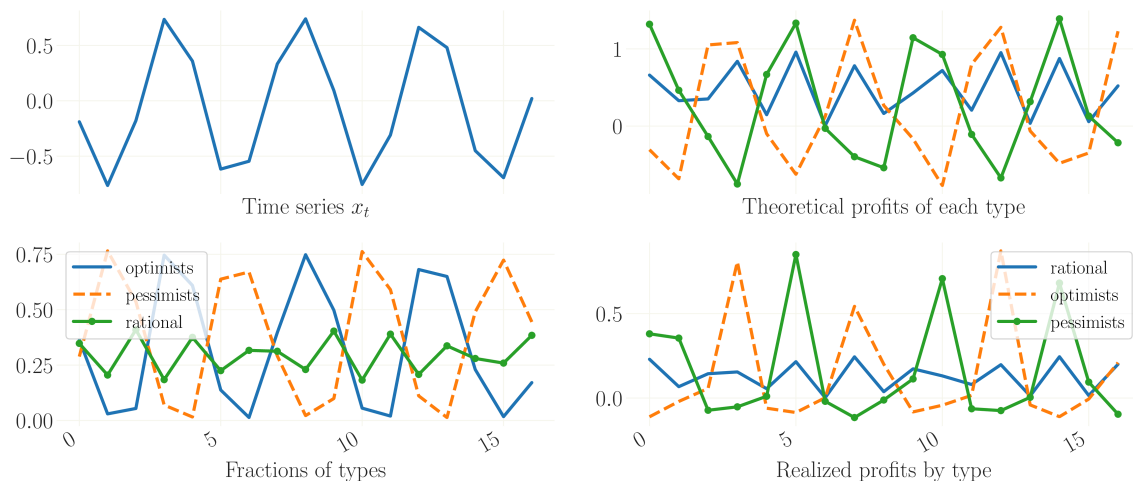 0.5
0.0
−0.5
Time series x_t
1
0
Theoretical profits of each type
0.75
0.50
0.25
0.00
optimists
pessimists
rational
0
5
10
15
Fractions of types
0.5
0.0
rational
optimists
pessimists
0
5
10
15
Realized profits by type